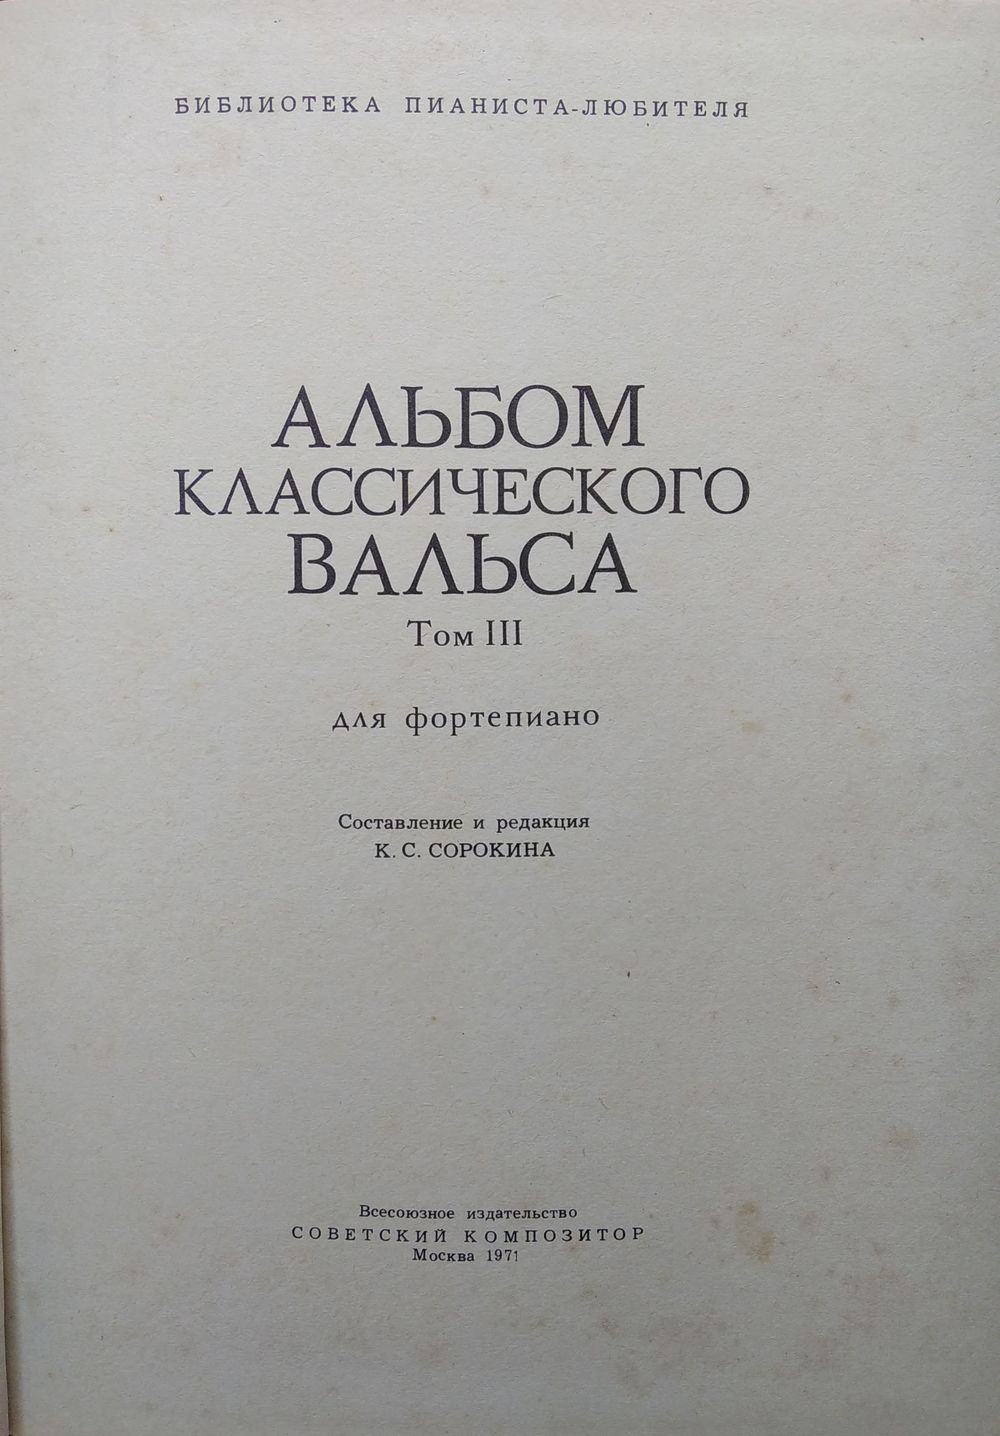 БИБЛИОТЕКА ПИАНИСТА-ЛЮБИТЕЛЯ
АЛЬБОМ
КЛАССИЧЕСКОГО
ВАЛЬСА
Том III
для фортепиано
Составление и редакция
К. С. СОРОКИНА
Всесоюзное издательство
СОВЕТСКИЙ КОМПОЗИТОР
Москва 1971